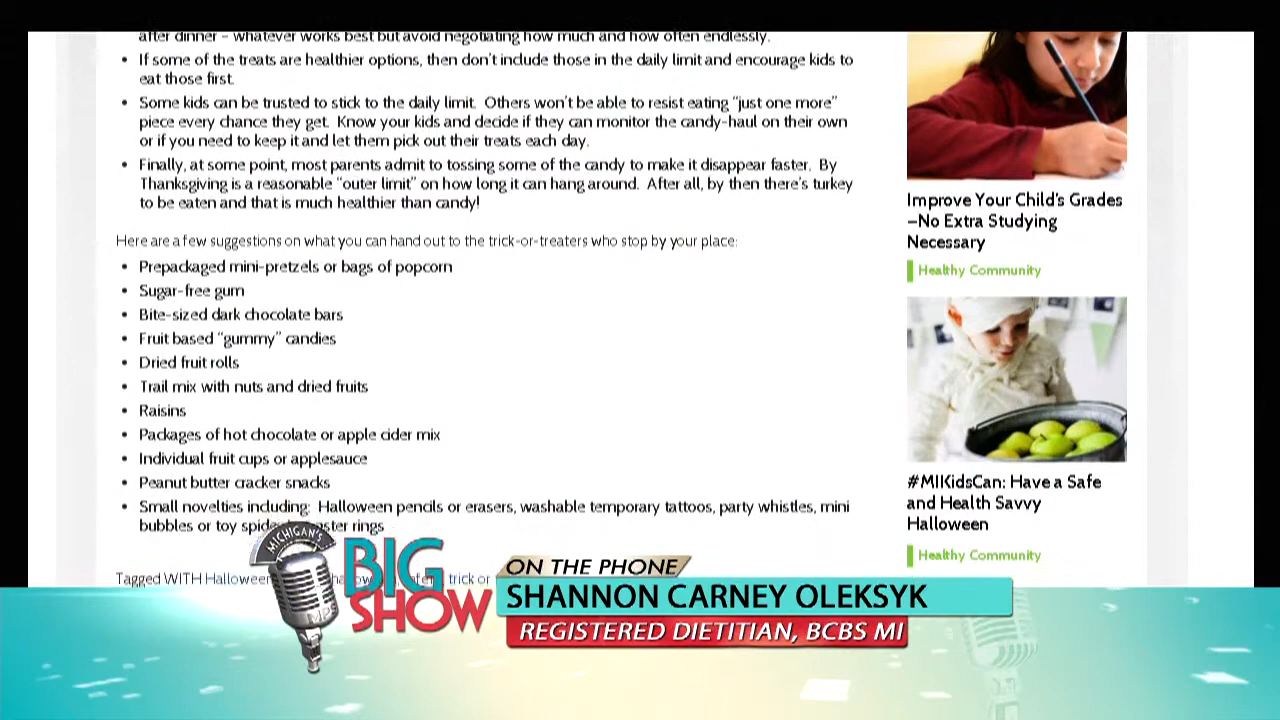 after dinner – whatever works best but avoid negotiating how much and how often endlessly.
• If some of the treats are healthier options, then don't include those in the daily limit and encourage kids to
eat those first.
• Some kids can be trusted to stick to the daily limit. Others won't be able to resist eating "just one more"
piece every chance they get. Know your kids and decide if they can monitor the candy-haul on their own
or if you need to keep it and let them pick out their treats each day.
• Finally, at some point, most parents admit to tossing some of the candy to make it disappear faster. By
Thanksgiving is a reasonable "outer limit" on how long it can hang around. After all, by then there's turkey
to be eaten and that is much healthier than candy!
Here are a few suggestions on what you can hand out to the trick-or-treaters who stop by your place:
• Prepackaged mini-pretzels or bags of popcorn
• Sugar-free gum
• Bite-sized dark chocolate bars
• Fruit based "gummy" candies
• Dried fruit rolls
• Trail mix with nuts and dried fruits
• Raisins
• Packages of hot chocolate or apple cider mix
• Individual fruit cups or applesauce
• Peanut butter cracker snacks
• Small novelties including: Halloween pencils or erasers, washable temporary tattoos, party whistles, mini
bubbles or toy rings
Tagged WITH trick or
Improve Your Child's Grades
–No Extra Studying
Necessary
Healthy Community
#MIKidsCan: Have a Safe
and Health Savvy
Halloween
Healthy Community
MICHIGAN'S
BIG
SHOW
ON THE PHONE
SHANNON CARNEY OLEKSYK
REGISTERED DIETITIAN, BCBS MI